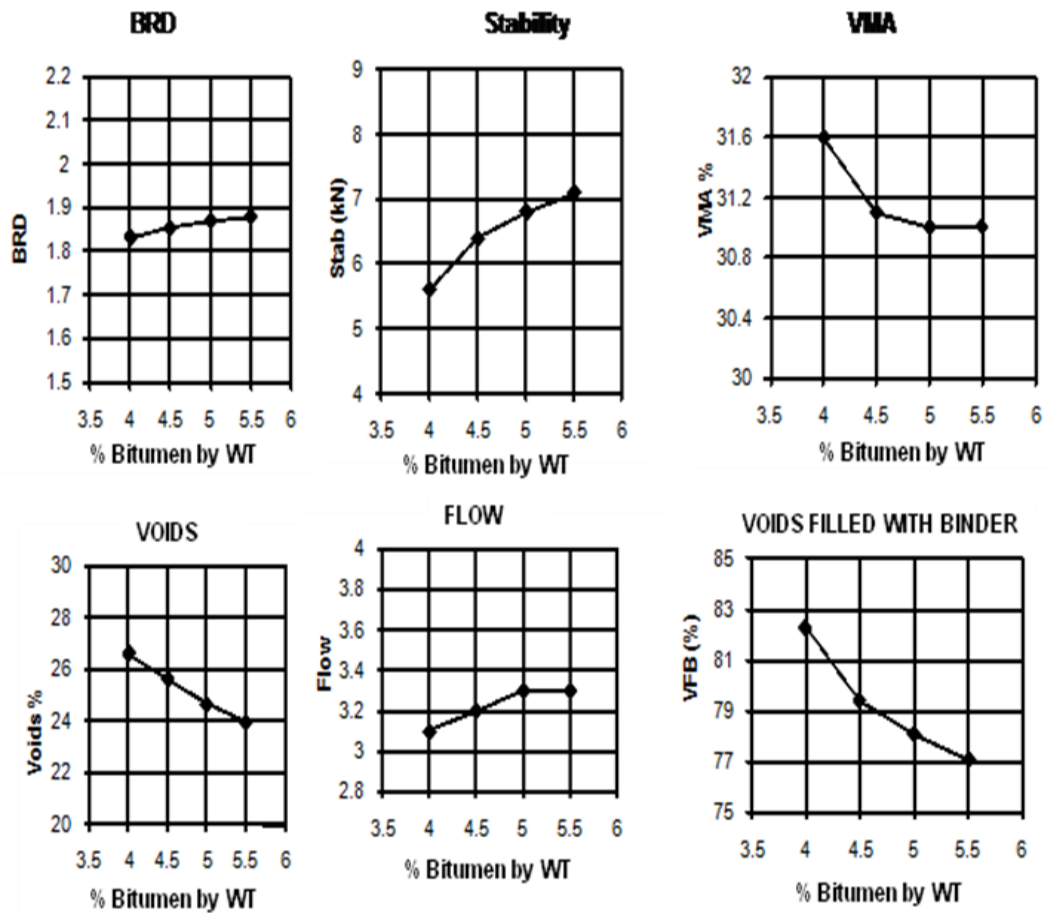 BRD
BRD
2.2
2.1
2
1.9
1.8
1.7
1.6
1.5
3.5 4 4.5 5 5.5 6
% Bitumen by WT
Stability
Stab (kN)
9
8
7
6
5
4
3.5 4 4.5 5 5.5 6
% Bitumen by WT
VMA
VMA %
32
31.6
31.2
30.8
30.4
30
3.5 4 4.5 5 5.5 6
% Bitumen by WT
VOIDS
Voids %
30
28
26
24
22
20
3.5 4 4.5 5 5.5 6
% Bitumen by WT
FLOW
Flow
4
3.8
3.6
3.4
3.2
3
2.8
3.5 4 4.5 5 5.5 6
% Bitumen by WT
VOIDS FILLED WITH BINDER
VFB (%)
85
83
81
79
77
75
3.5 4 4.5 5 5.5 6
% Bitumen by WT